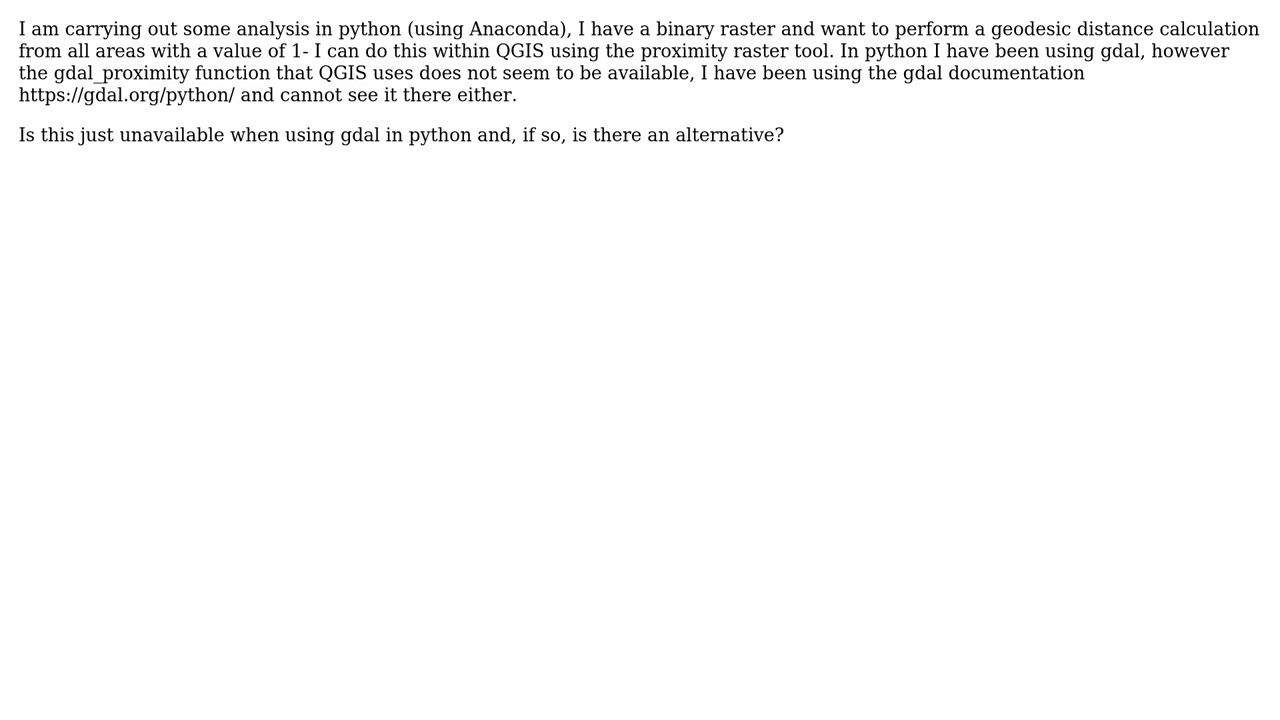 I am carrying out some analysis in python (using Anaconda), I have a binary raster and want to perform a geodesic distance calculation
from all areas with a value of 1- I can do this within QGIS using the proximity raster tool. In python I have been using gdal, however
the gdal_proximity function that QGIS uses does not seem to be available, I have been using the gdal documentation
https://gdal.org/python/ and cannot see it there either.
Is this just unavailable when using gdal in python and, if so, is there an alternative?